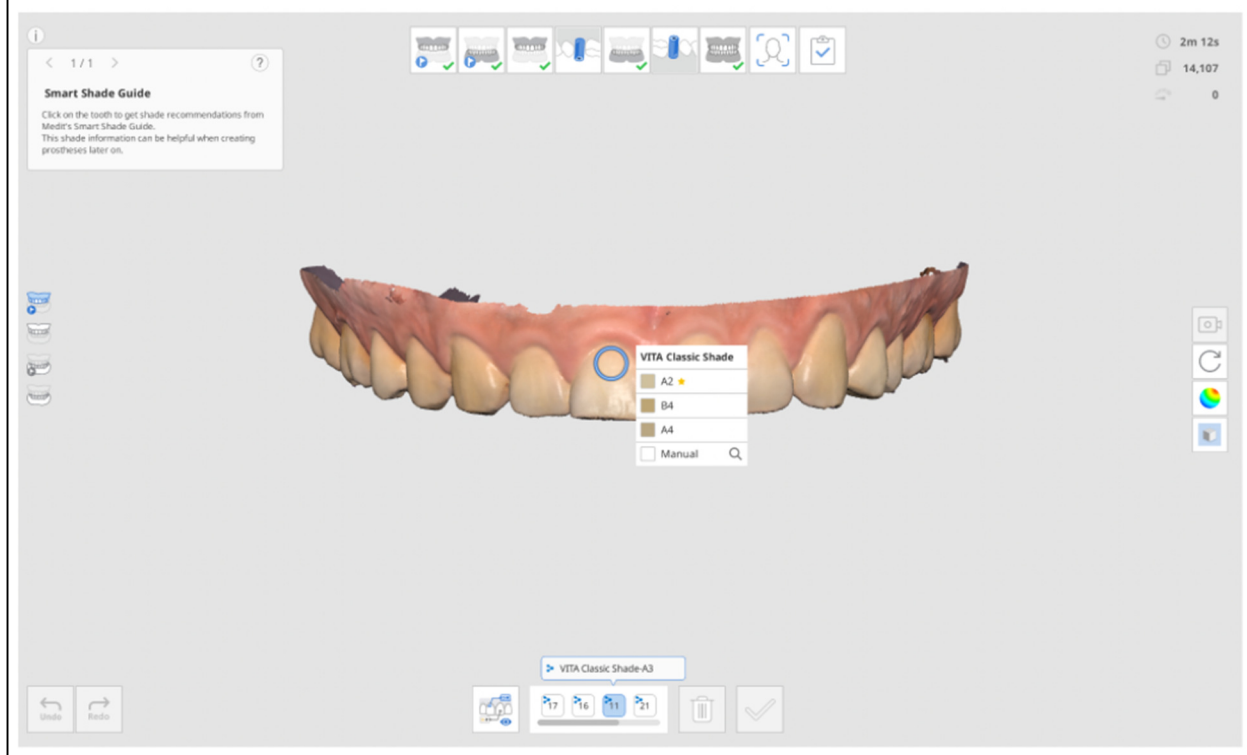 2m 12s
1/1
?
14,107
Smart Shade Guide
0
Click on the tooth to get shade recommendations from
Medit's Smart Shade Guide.
This shade information can be helpful when creating
prostheses later on.
VITA Classic Shade
A2
B4
A4
Manual
VITA Classic Shade-A3
17
16
11
21
Undo
Redo